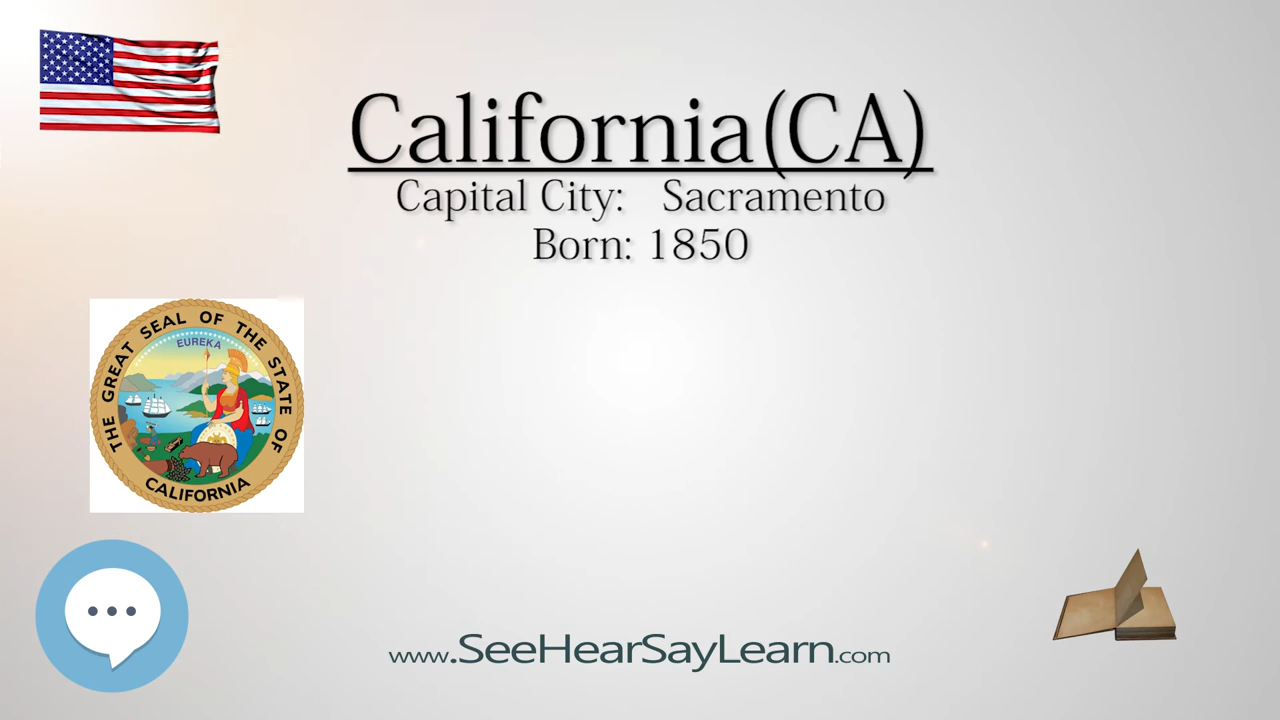 California(CA)
Capital City: Sacramento
Born: 1850
THE GREAT SEAL OF THE STATE OF
CALIFORNIA
EUREKA
www.SeeHearSayLearn.com